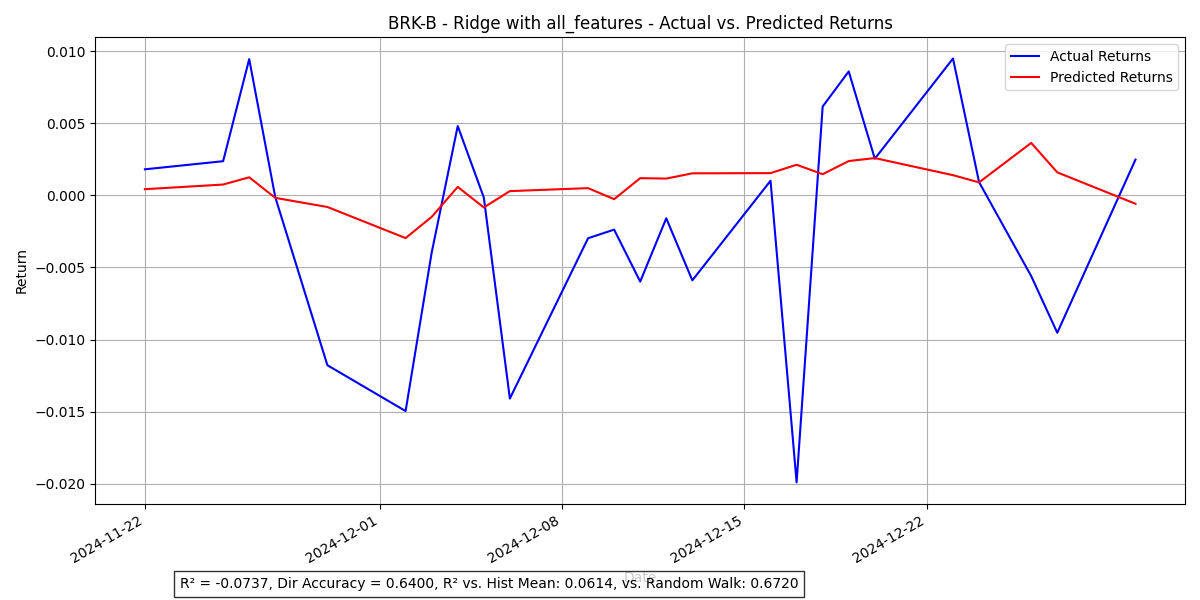 BRK-B - Ridge with all_features - Actual vs. Predicted Returns
Actual Returns
Predicted Returns
Return
0.010
0.005
0.000
−0.005
−0.010
−0.015
−0.020
2024-11-22
2024-12-01
2024-12-08
2024-12-15
2024-12-22
Date
R² = -0.0737, Dir Accuracy = 0.6400, R² vs. Hist Mean: 0.0614, vs. Random Walk: 0.6720